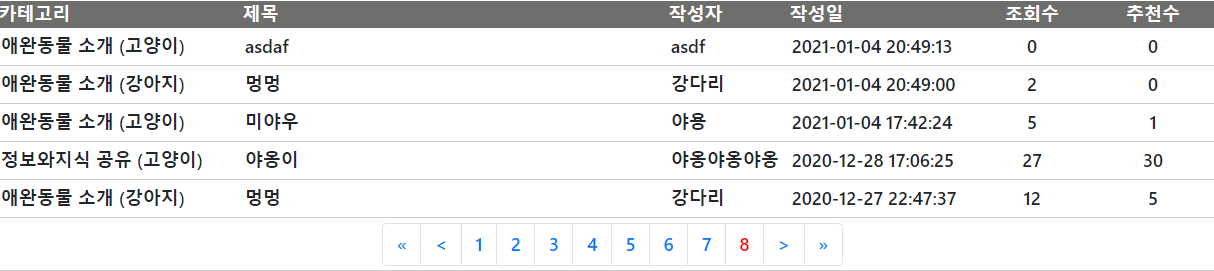 카테고리 제목 작성자 작성일 조회수 추천수
애완동물 소개 (고양이) asdaf asdf 2021-01-04 20:49:13 0 0
애완동물 소개 (강아지) 멍멍 강다리 2021-01-04 20:49:00 2 0
애완동물 소개 (고양이) 미야우 야용 2021-01-04 17:42:24 5 1
정보와지식 공유 (고양이) 야옹이 야옹야옹야옹 2020-12-28 17:06:25 27 30
애완동물 소개 (강아지) 멍멍 강다리 2020-12-27 22:47:37 12 5
« < 1 2 3 4 5 6 7 8 > »